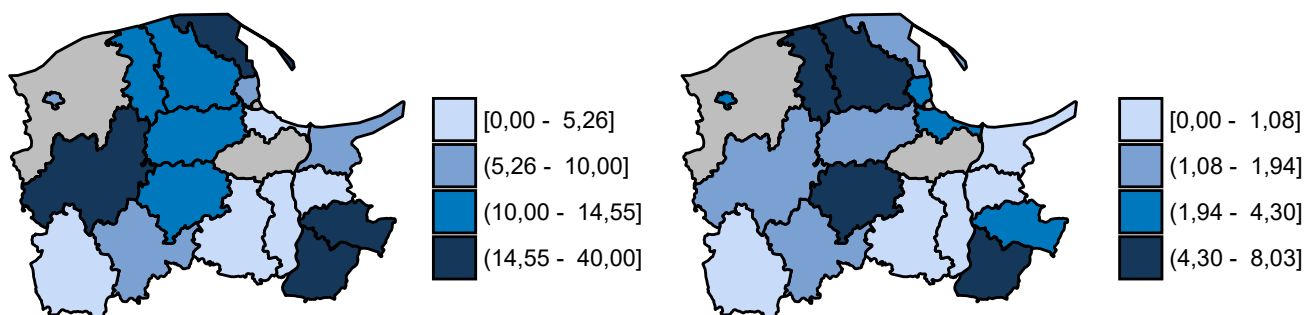 [0,00 - 5,26]
(5,26 - 10,00]
(10,00 - 14,55]
(14,55 - 40,00]
[0,00 - 1,08]
(1,08 - 1,94]
(1,94 - 4,30]
(4,30 - 8,03]